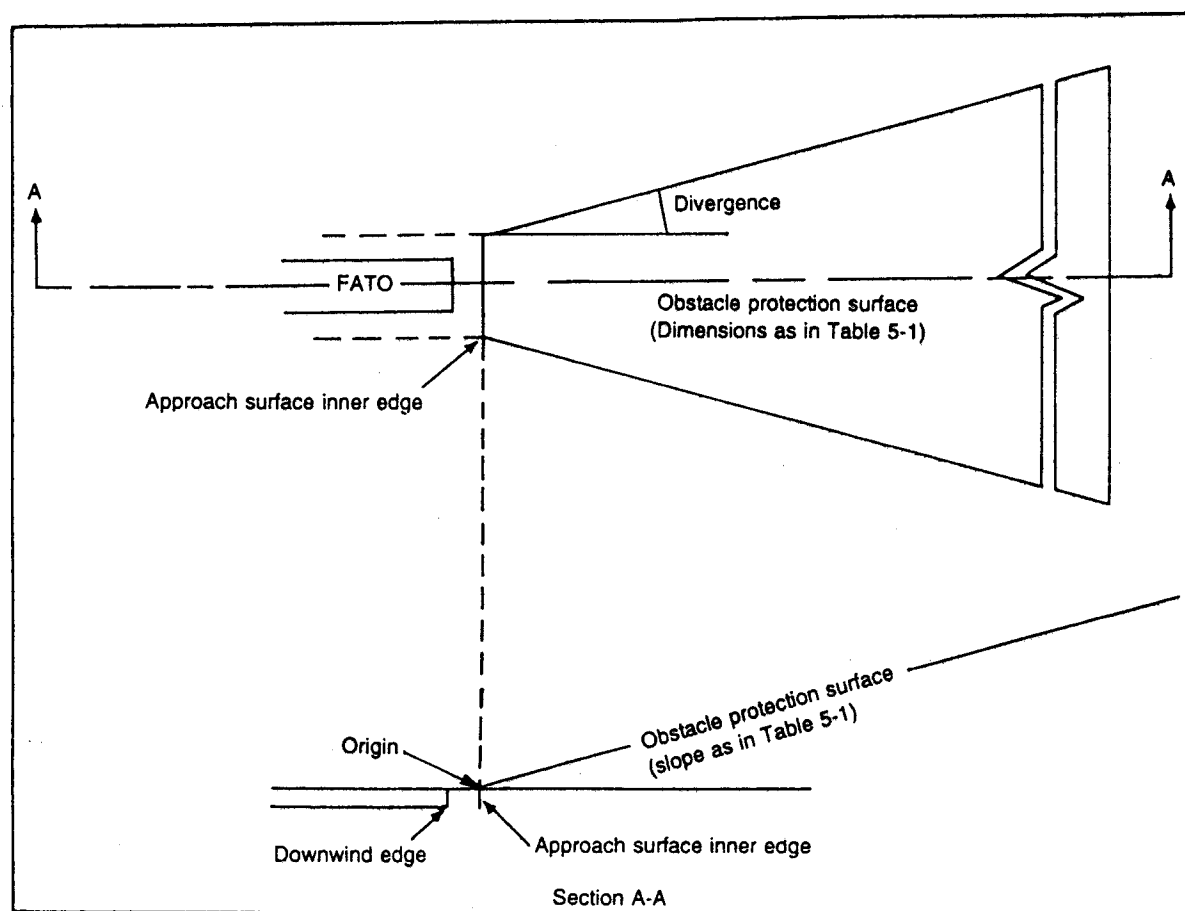 A
A
Divergence
FATO
Obstacle protection surface
(Dimensions as in Table 5-1)
Approach surface inner edge
Obstacle protection surface
(slope as in Table 5-1)
Origin
Downwind edge
Approach surface inner edge
Section A-A